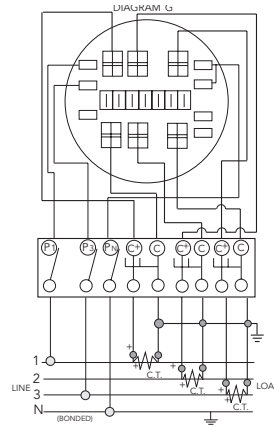 DIAGRAM G
P1 P3 PN C+ C C+ C C+ C
+
1
+ C.T.
2
+
LINE
+ C.T.
3
+
LOA
+ C.T.
N
(BONDED)